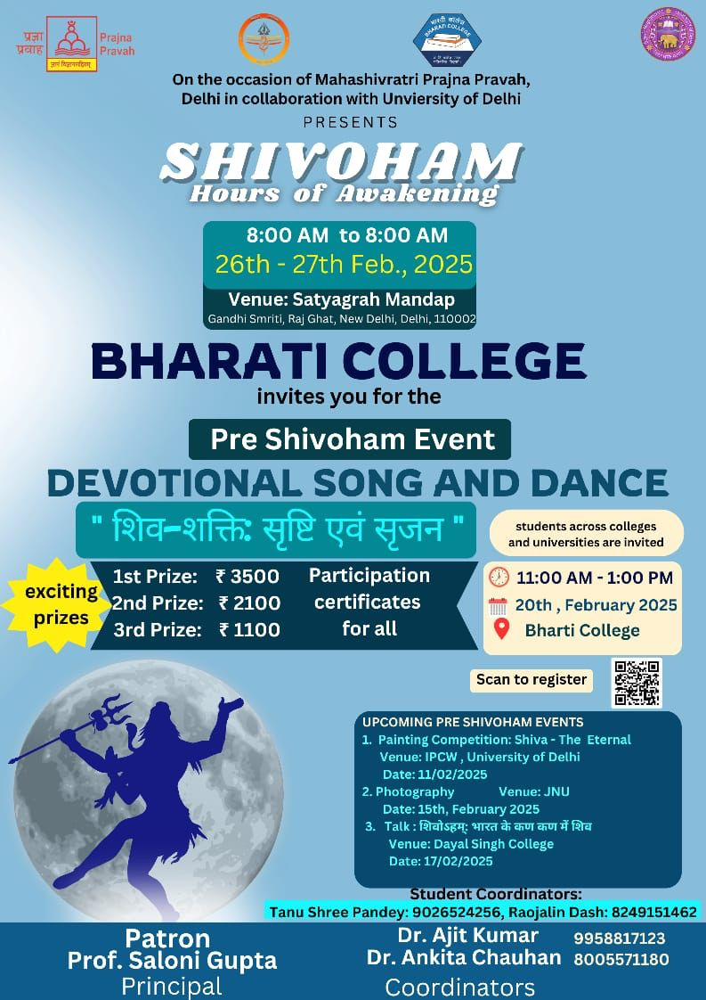 प्रज्ञा
प्रवाह
Prajna
Pravah
भारती कालेज
BHARATI COLLEGE
On the occasion of Mahashivratri Prajna Pravah,
Delhi in collaboration with Unviersity of Delhi
PRESENTS
SHIVOHAM
Hours of Awakening
8:00 AM to 8:00 AM
26th - 27th Feb., 2025
Venue: Satyagrah Mandap
Gandhi Smriti, Raj Ghat, New Delhi, Delhi, 110002
BHARATI COLLEGE
invites you for the
Pre Shivoham Event
DEVOTIONAL SONG AND DANCE
" शिव-शक्ति: सृष्टि एवं सृजन "
students across colleges
and universities are invited
exciting
prizes
1st Prize: ₹ 3500
2nd Prize: ₹ 2100
3rd Prize: ₹ 1100
Participation
certificates
for all
11:00 AM - 1:00 PM
20th , February 2025
Bharti College
Scan to register
UPCOMING PRE SHIVOHAM EVENTS
1. Painting Competition: Shiva - The Eternal
Venue: IPCW , University of Delhi
Date: 11/02/2025
2. Photography Venue: JNU
Date: 15th, February 2025
3. Talk : शिवोऽहम्: भारत के कण कण में शिव
Venue: Dayal Singh College
Date: 17/02/2025
Student Coordinators:
Tanu Shree Pandey: 9026524256, Raojalin Dash: 8249151462
Patron
Prof. Saloni Gupta
Principal
Dr. Ajit Kumar 9958817123
Dr. Ankita Chauhan 8005571180
Coordinators